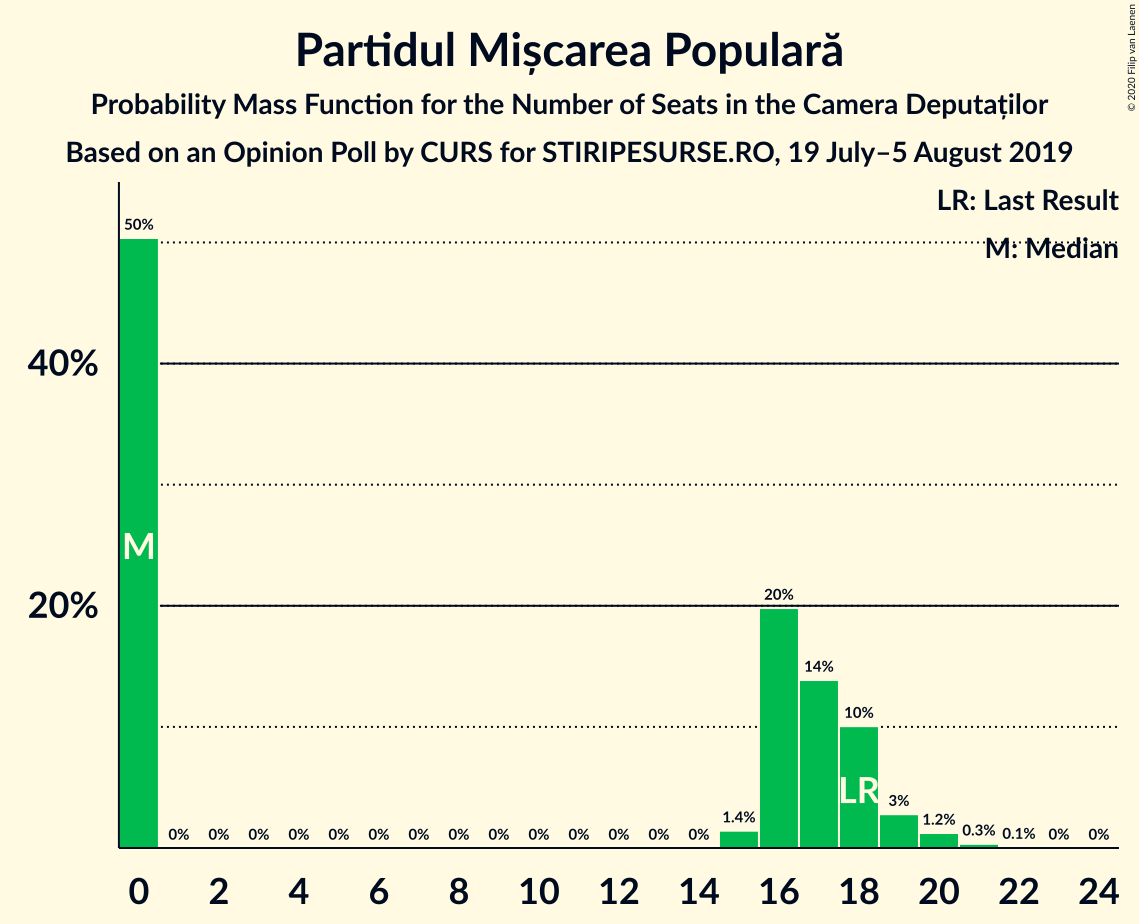 Partidul Mișcarea Populară
Probability Mass Function for the Number of Seats in the Camera Deputaților
Based on an Opinion Poll by CURS for STIRIPESURSE.RO, 19 July–5 August 2019
© 2020 Filip van Laenen
LR: Last Result
M: Median
50%
40%
20%
M
LR
0% 0% 0% 0% 0% 0% 0% 0% 0% 0% 0% 0% 0% 0% 1.4% 20% 14% 10% 3% 1.2% 0.3% 0.1% 0% 0%
0 2 4 6 8 10 12 14 16 18 20 22 24